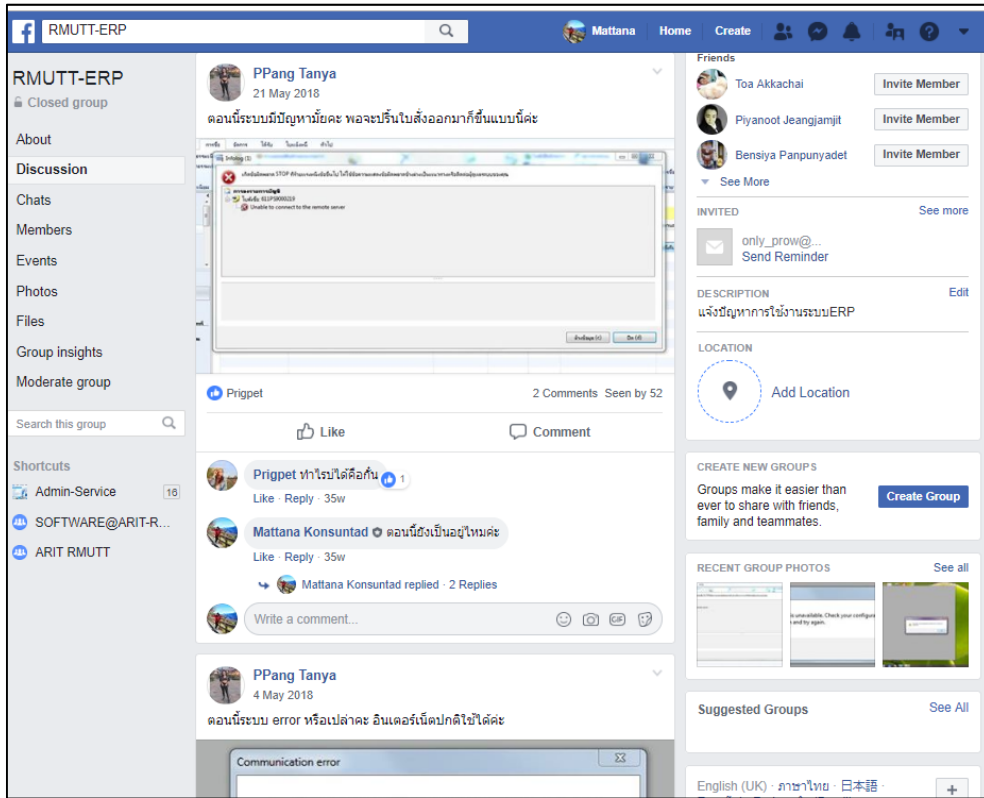 RMUTT-ERP
Mattana
Home
Create
RMUTT-ERP
Closed group
About
Discussion
Chats
Members
Events
Photos
Files
Group insights
Moderate group
Search this group
Shortcuts
Admin-Service
16
SOFTWARE@ARIT-R...
ARIT RMUTT
PPang Tanya
21 May 2018
ตอนนี้ระบบมีปัญหามั้ยคะ พอจะปริ้นใบสั่งออกมาก็ขึ้นแบบนี้ค่ะ
Infolog (1)
Unable to connect to the remote server
Prigpet
2 Comments Seen by 52
Like
Comment
Prigpet ทำไรบ่ได้คือกั๋น
1
Like · Reply · 35w
Mattana Konsuntad ตอนนี้ยังเป็นอยู่ไหมค่ะ
Like · Reply · 35w
Mattana Konsuntad replied · 2 Replies
Write a comment...
GIF
PPang Tanya
4 May 2018
ตอนนี้ระบบ error หรือเปล่าคะ อินเตอร์เน็ตปกติใช้ได้ค่ะ
Communication error
Friends
Toa Akkachai
Invite Member
Piyanoot Jeangjamjit
Invite Member
Bensiya Panpunyadet
Invite Member
See More
INVITED
See more
only_prow@...
Send Reminder
DESCRIPTION
Edit
แจ้งปัญหาการใช้งานระบบERP
LOCATION
Add Location
CREATE NEW GROUPS
Groups make it easier than
ever to share with friends,
family and teammates.
Create Group
RECENT GROUP PHOTOS
See all
is unavailable. Check your configur
and try again.
Suggested Groups
See All
English (UK) · ภาษาไทย · 日本語 ·